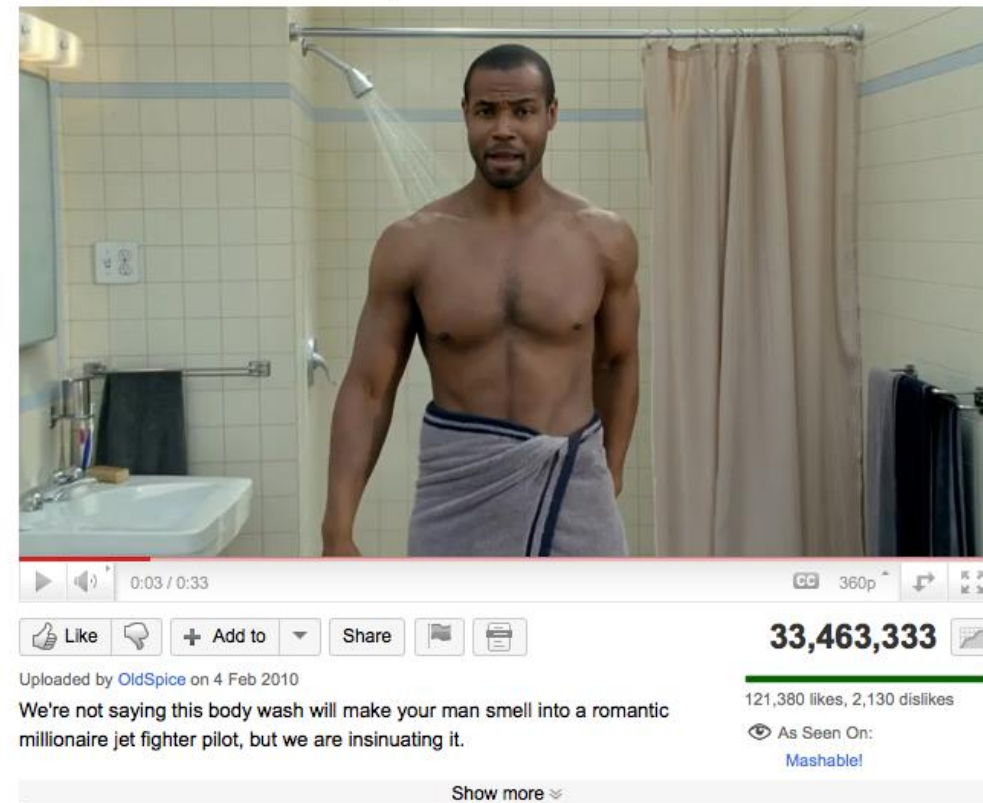 0:03 / 0:33
CC
360p
Like
Add to
Share
33,463,333
Uploaded by OldSpice on 4 Feb 2010
121,380 likes, 2,130 dislikes
We're not saying this body wash will make your man smell into a romantic
millionaire jet fighter pilot, but we are insinuating it.
As Seen On:
Mashable!
Show more